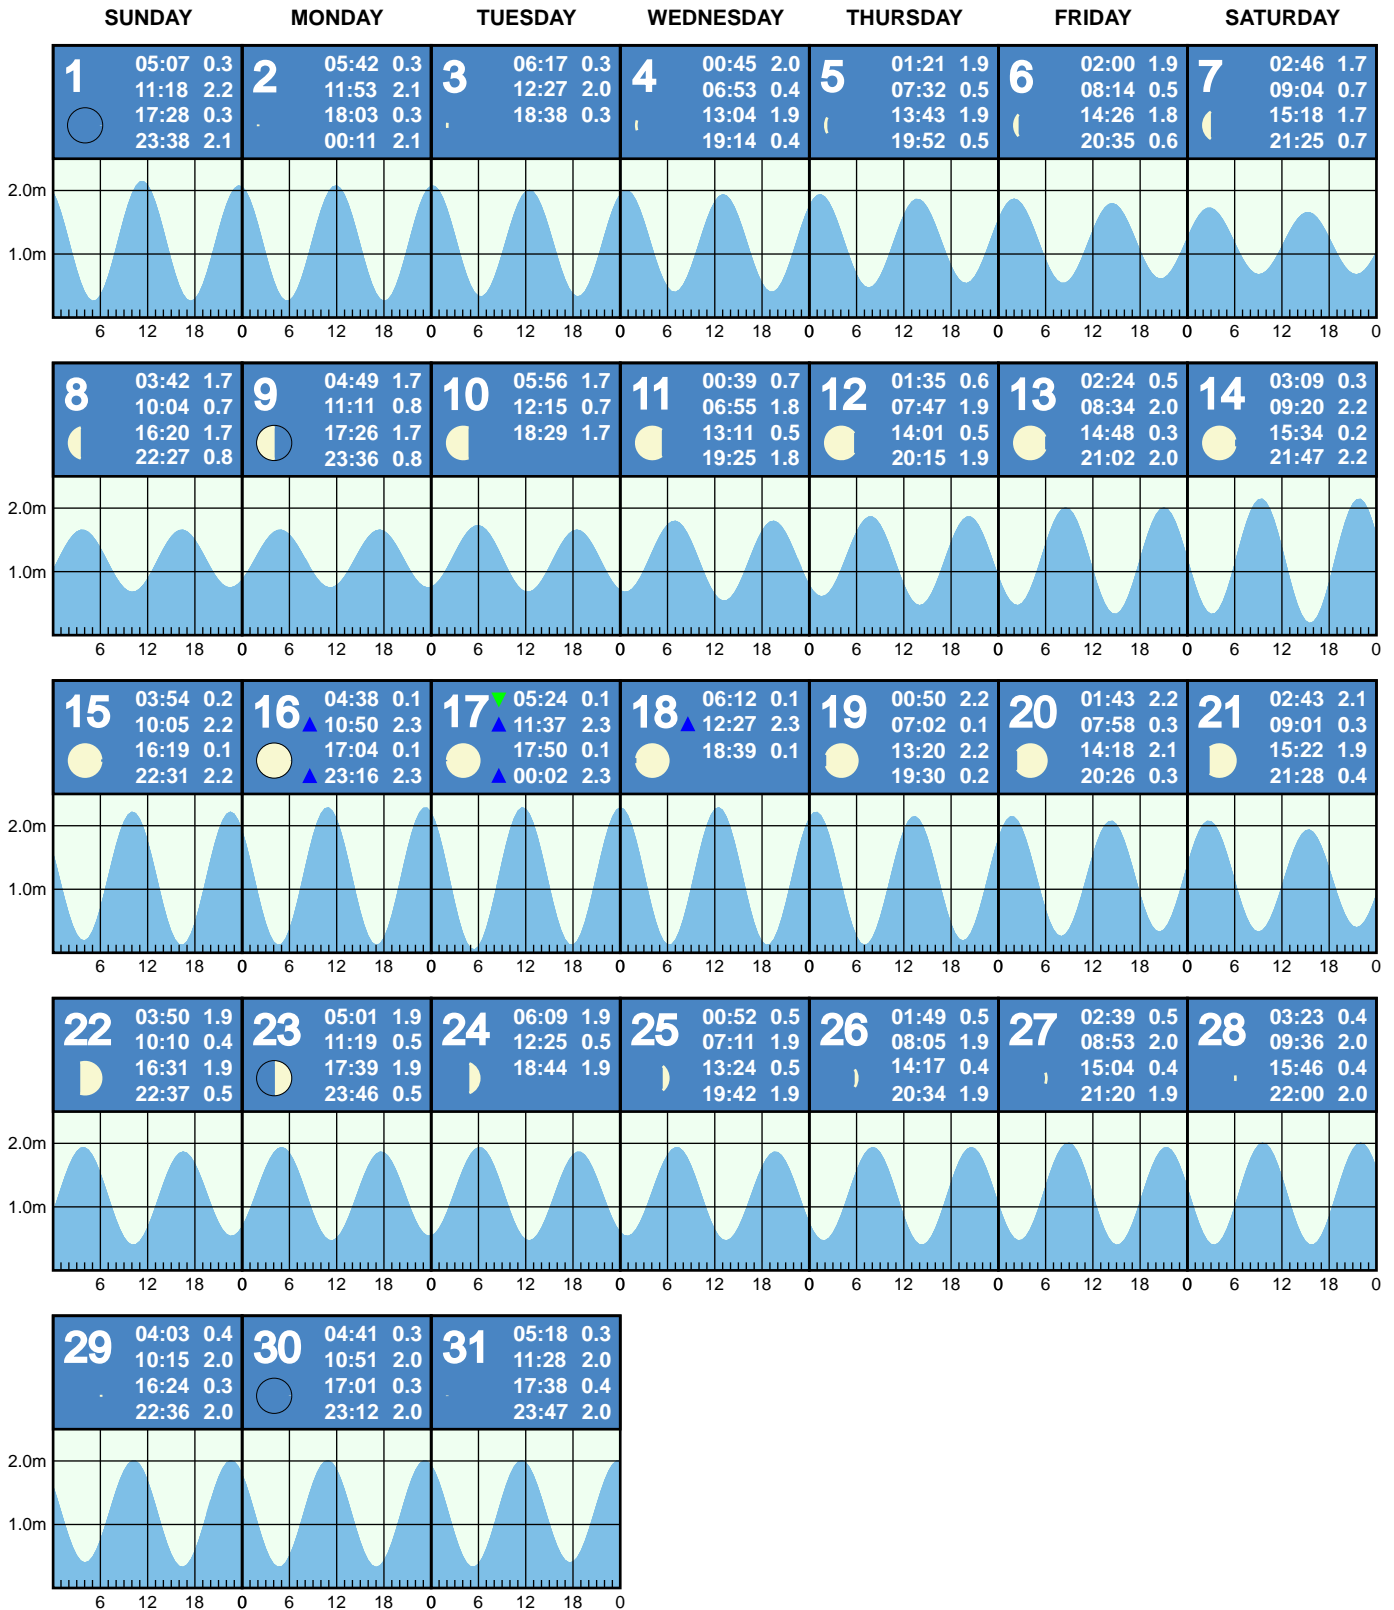 SUNDAY MONDAY TUESDAY WEDNESDAY THURSDAY FRIDAY SATURDAY
1 05:07 0.3
11:18 2.2
17:28 0.3
23:38 2.1
2 05:42 0.3
11:53 2.1
18:03 0.3
00:11 2.1
3 06:17 0.3
12:27 2.0
18:38 0.3
4 00:45 2.0
06:53 0.4
13:04 1.9
19:14 0.4
5 01:21 1.9
07:32 0.5
13:43 1.9
19:52 0.5
6 02:00 1.9
08:14 0.5
14:26 1.8
20:35 0.6
7 02:46 1.7
09:04 0.7
15:18 1.7
21:25 0.7
2.0m
1.0m
6 12 18 0 6 12 18 0 6 12 18 0 6 12 18 0 6 12 18 0 6 12 18 0 6 12 18 0
8 03:42 1.7
10:04 0.7
16:20 1.7
22:27 0.8
9 04:49 1.7
11:11 0.8
17:26 1.7
23:36 0.8
10 05:56 1.7
12:15 0.7
18:29 1.7
11 00:39 0.7
06:55 1.8
13:11 0.5
19:25 1.8
12 01:35 0.6
07:47 1.9
14:01 0.5
20:15 1.9
13 02:24 0.5
08:34 2.0
14:48 0.3
21:02 2.0
14 03:09 0.3
09:20 2.2
15:34 0.2
21:47 2.2
2.0m
1.0m
6 12 18 0 6 12 18 0 6 12 18 0 6 12 18 0 6 12 18 0 6 12 18 0 6 12 18 0
15 03:54 0.2
10:05 2.2
16:19 0.1
22:31 2.2
16 04:38 0.1
10:50 2.3
17:04 0.1
23:16 2.3
17 05:24 0.1
11:37 2.3
17:50 0.1
00:02 2.3
18 06:12 0.1
12:27 2.3
18:39 0.1
19 00:50 2.2
07:02 0.1
13:20 2.2
19:30 0.2
20 01:43 2.2
07:58 0.3
14:18 2.1
20:26 0.3
21 02:43 2.1
09:01 0.3
15:22 1.9
21:28 0.4
2.0m
1.0m
6 12 18 0 6 12 18 0 6 12 18 0 6 12 18 0 6 12 18 0 6 12 18 0 6 12 18 0
22 03:50 1.9
10:10 0.4
16:31 1.9
22:37 0.5
23 05:01 1.9
11:19 0.5
17:39 1.9
23:46 0.5
24 06:09 1.9
12:25 0.5
18:44 1.9
25 00:52 0.5
07:11 1.9
13:24 0.5
19:42 1.9
26 01:49 0.5
08:05 1.9
14:17 0.4
20:34 1.9
27 02:39 0.5
08:53 2.0
15:04 0.4
21:20 1.9
28 03:23 0.4
09:36 2.0
15:46 0.4
22:00 2.0
2.0m
1.0m
6 12 18 0 6 12 18 0 6 12 18 0 6 12 18 0 6 12 18 0 6 12 18 0 6 12 18 0
29 04:03 0.4
10:15 2.0
16:24 0.3
22:36 2.0
30 04:41 0.3
10:51 2.0
17:01 0.3
23:12 2.0
31 05:18 0.3
11:28 2.0
17:38 0.4
23:47 2.0
2.0m
1.0m
6 12 18 0 6 12 18 0 6 12 18 0